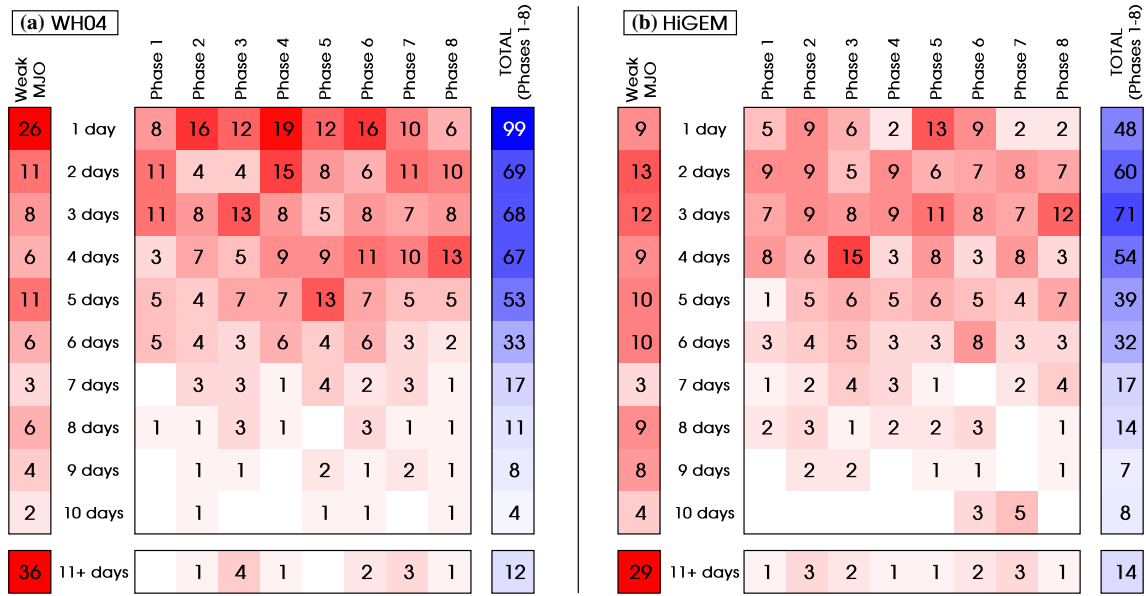 (a) WH04
Weak MJO Phase 1 Phase 2 Phase 3 Phase 4 Phase 5 Phase 6 Phase 7 Phase 8 TOTAL (Phases 1-8)
26 1 day 8 16 12 19 12 16 10 6 99
11 2 days 11 4 4 15 8 6 11 10 69
8 3 days 11 8 13 8 5 8 7 8 68
6 4 days 3 7 5 9 9 11 10 13 67
11 5 days 5 4 7 7 13 7 5 5 53
6 6 days 5 4 3 6 4 6 3 2 33
3 7 days 3 3 1 4 2 3 1 17
6 8 days 1 1 3 1 3 1 1 11
4 9 days 1 1 2 1 2 1 8
2 10 days 1 1 1 1 4
36 11+ days 1 4 1 2 3 1 12
(b) HiGEM
Weak MJO Phase 1 Phase 2 Phase 3 Phase 4 Phase 5 Phase 6 Phase 7 Phase 8 TOTAL (Phases 1-8)
9 1 day 5 9 6 2 13 9 2 2 48
13 2 days 9 9 5 9 6 7 8 7 60
12 3 days 7 9 8 9 11 8 7 12 71
9 4 days 8 6 15 3 8 3 8 3 54
10 5 days 1 5 6 5 6 5 4 7 39
10 6 days 3 4 5 3 3 8 3 3 32
3 7 days 1 2 4 3 1 2 4 17
9 8 days 2 3 1 2 2 3 1 14
8 9 days 2 2 1 1 1 7
4 10 days 3 5 8
29 11+ days 1 3 2 1 1 2 3 1 14